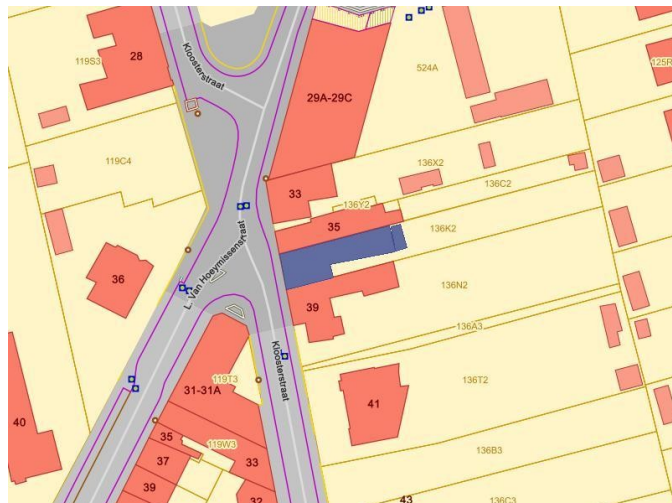 28
Kloosterstraat
119S3
524A
125R
29A-29C
119C4
136X2
136C2
33
136Y2
35
136K2
L. Van Hoeymissenstraat
36
136N2
39
136A3
Kloosterstraat
31-31A
119T3
41
136T2
40
35
119W3
136B3
37
33
39
32
43
136C3